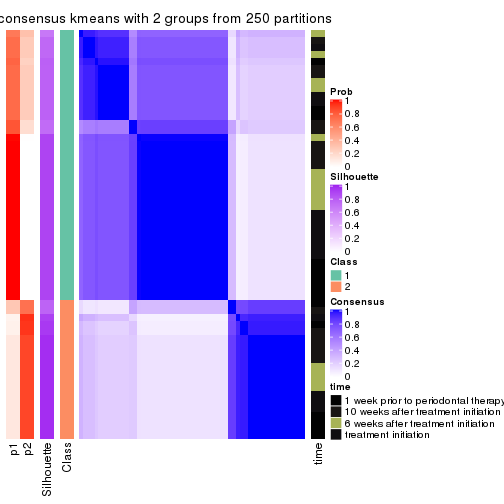 consensus kmeans with 2 groups from 250 partitions
Prob
1
0.8
0.6
0.4
0.2
0
Silhouette
1
0.8
0.6
0.4
0.2
0
Class
1
2
Consensus
1
0.8
0.6
0.4
0.2
0
time
1 week prior to periodontal therapy
10 weeks after treatment initiation
6 weeks after treatment initiation
treatment initiation
p1
p2
Silhouette
Class
time